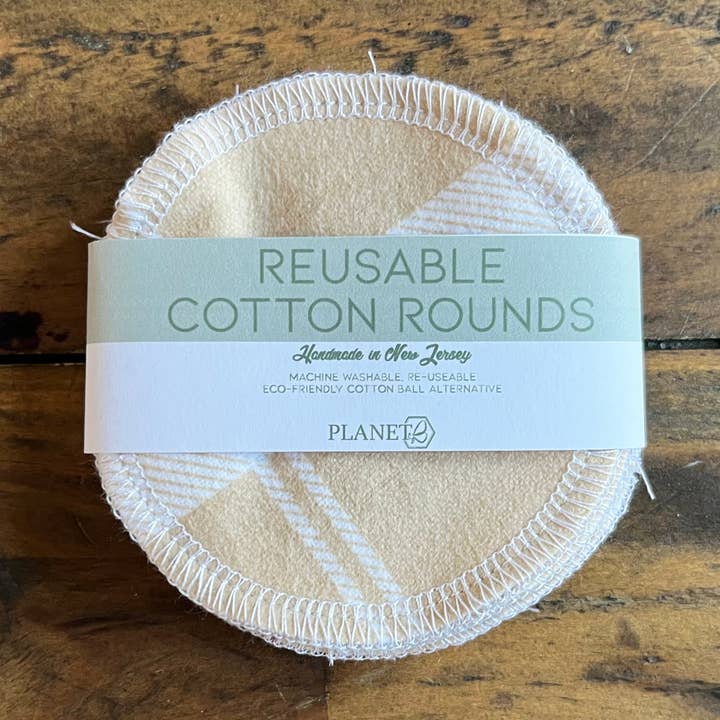 REUSABLE
COTTON ROUNDS
Handmade in New Jersey
MACHINE WASHABLE, RE-USEABLE
ECO-FRIENDLY COTTON BALL ALTERNATIVE
PLANET B